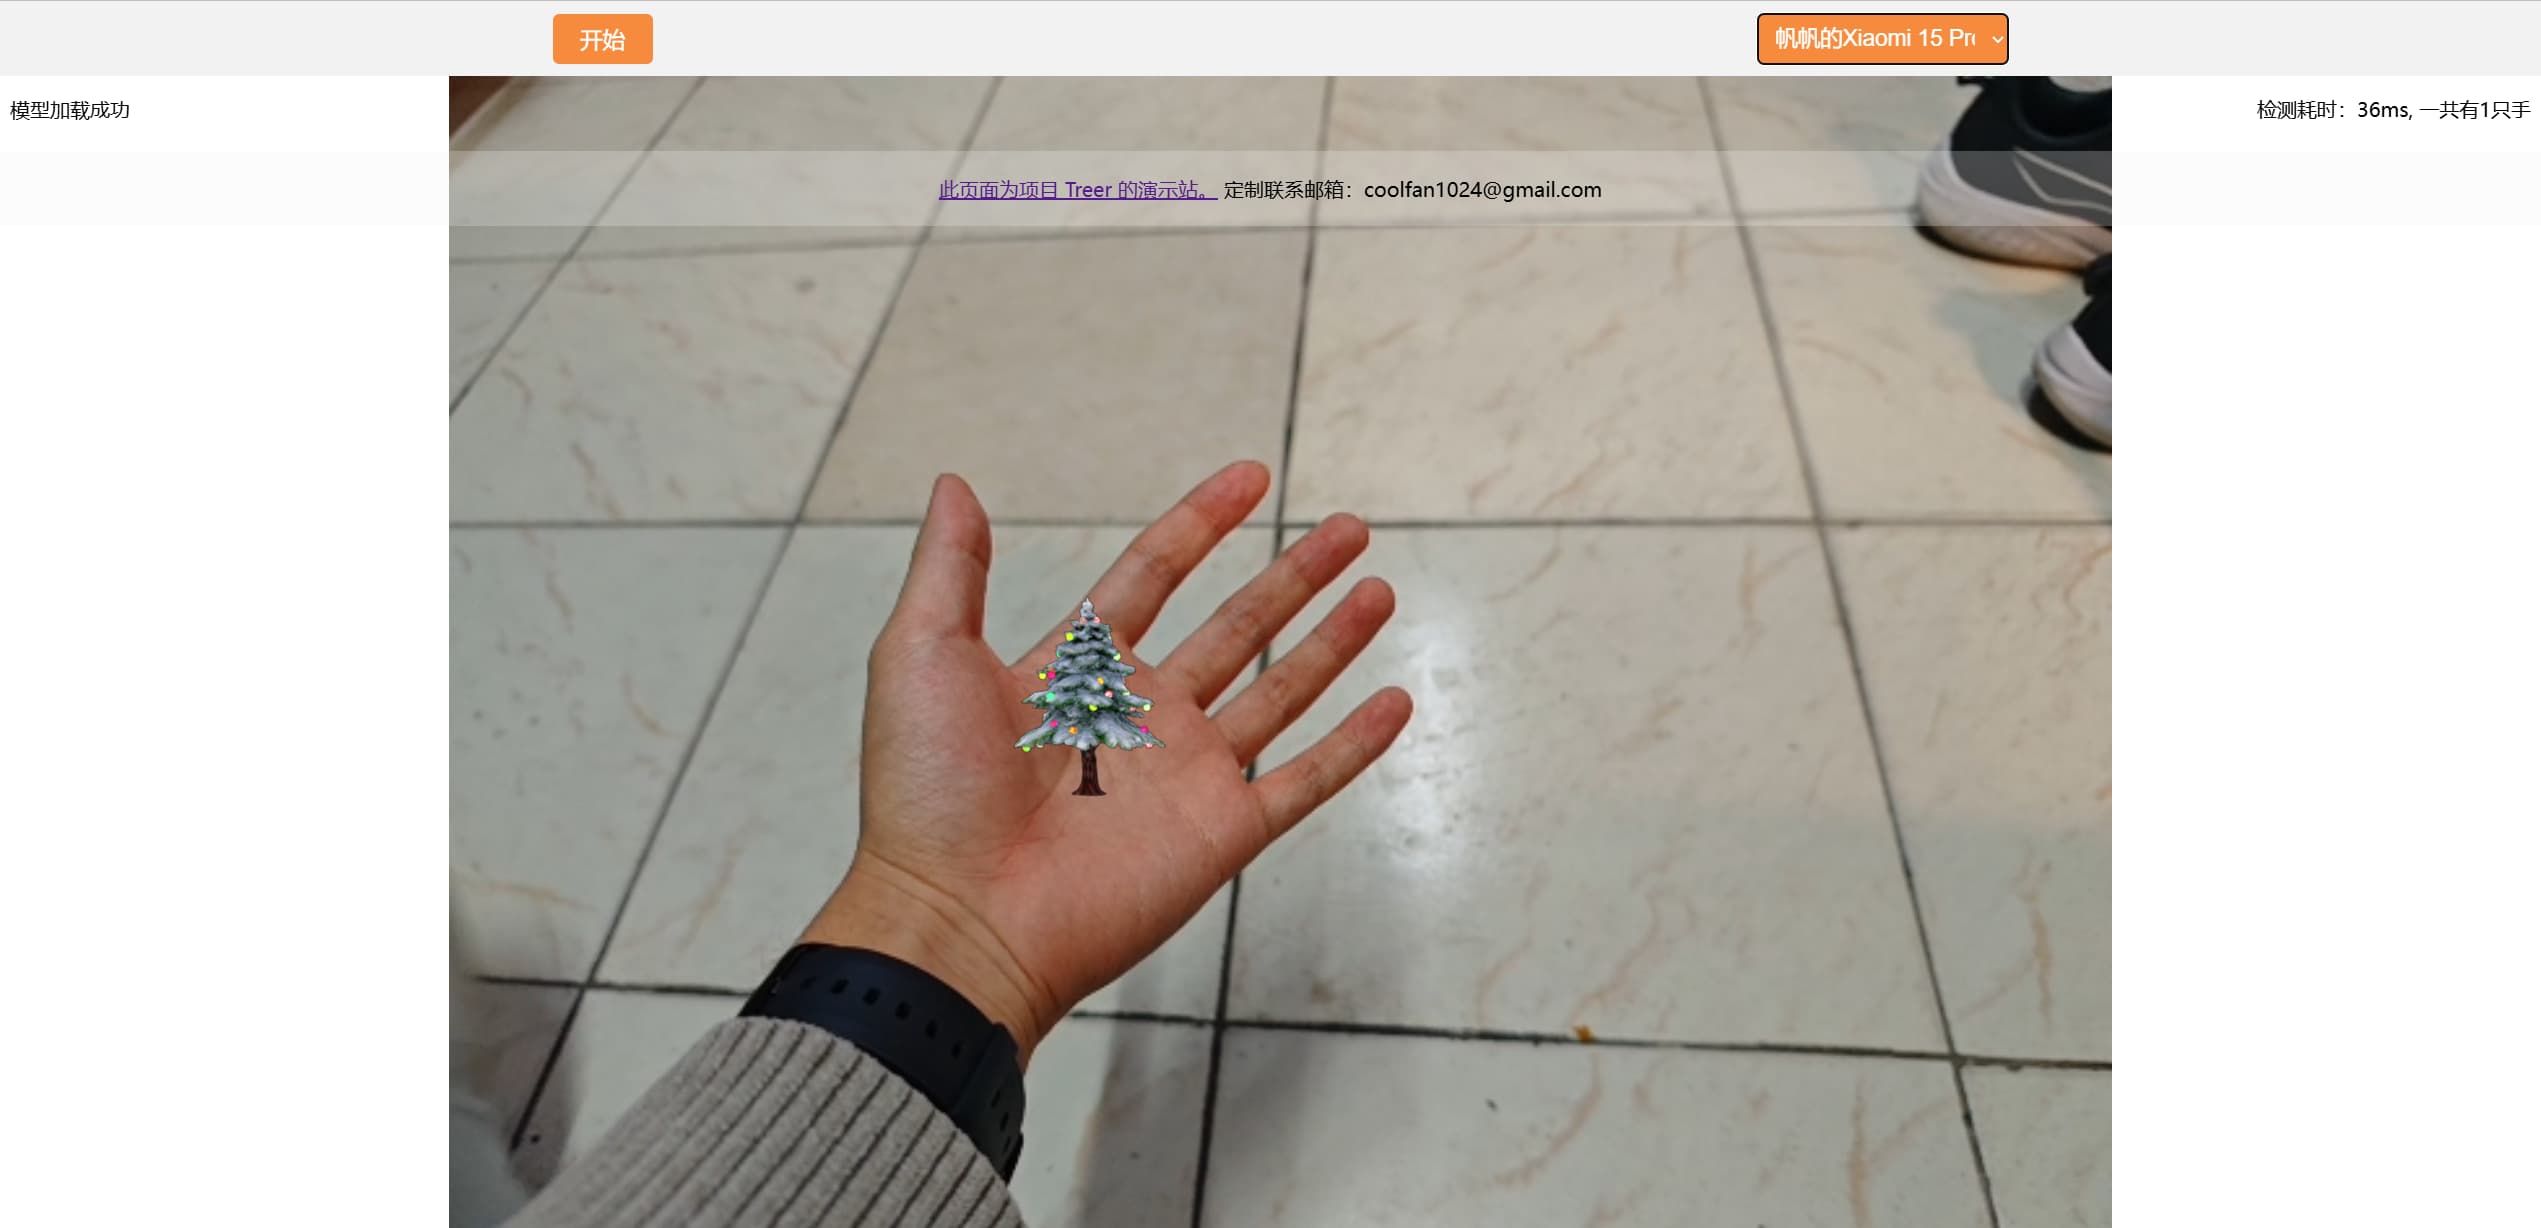 开始
帆帆的Xiaomi 15 Pro
模型加载成功
检测耗时：36ms, 一共有1只手
此页面为项目 Treer 的演示站。 定制联系邮箱：coolfan1024@gmail.com